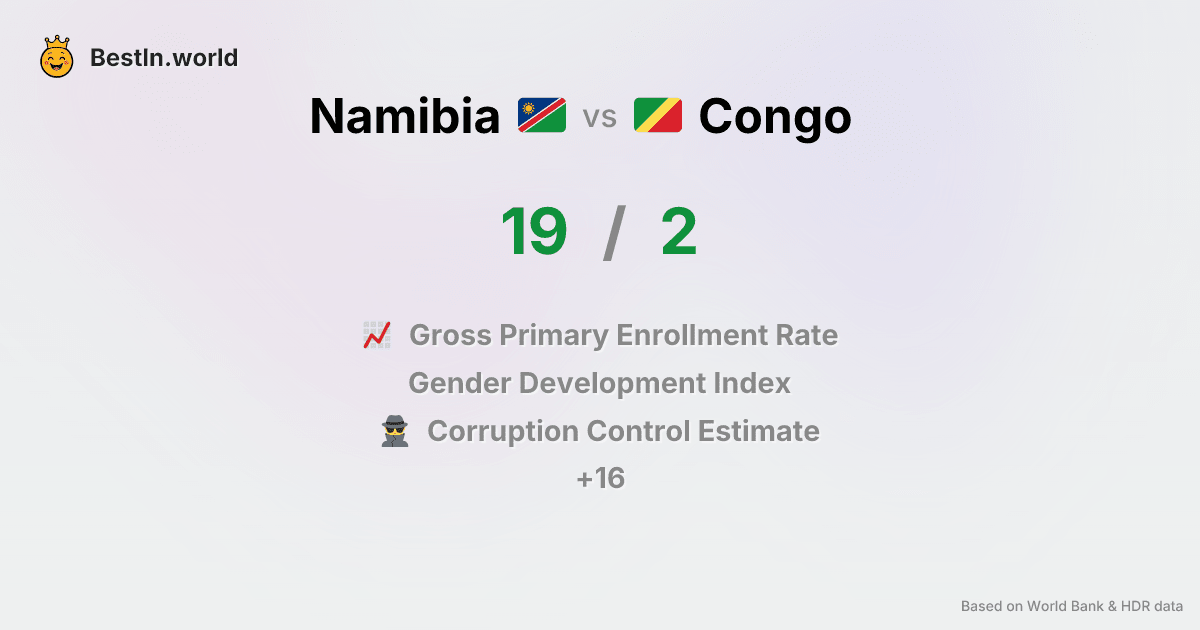 BestIn.world
Namibia vs Congo
19 / 2
Gross Primary Enrollment Rate
Gender Development Index
Corruption Control Estimate
+16
Based on World Bank & HDR data